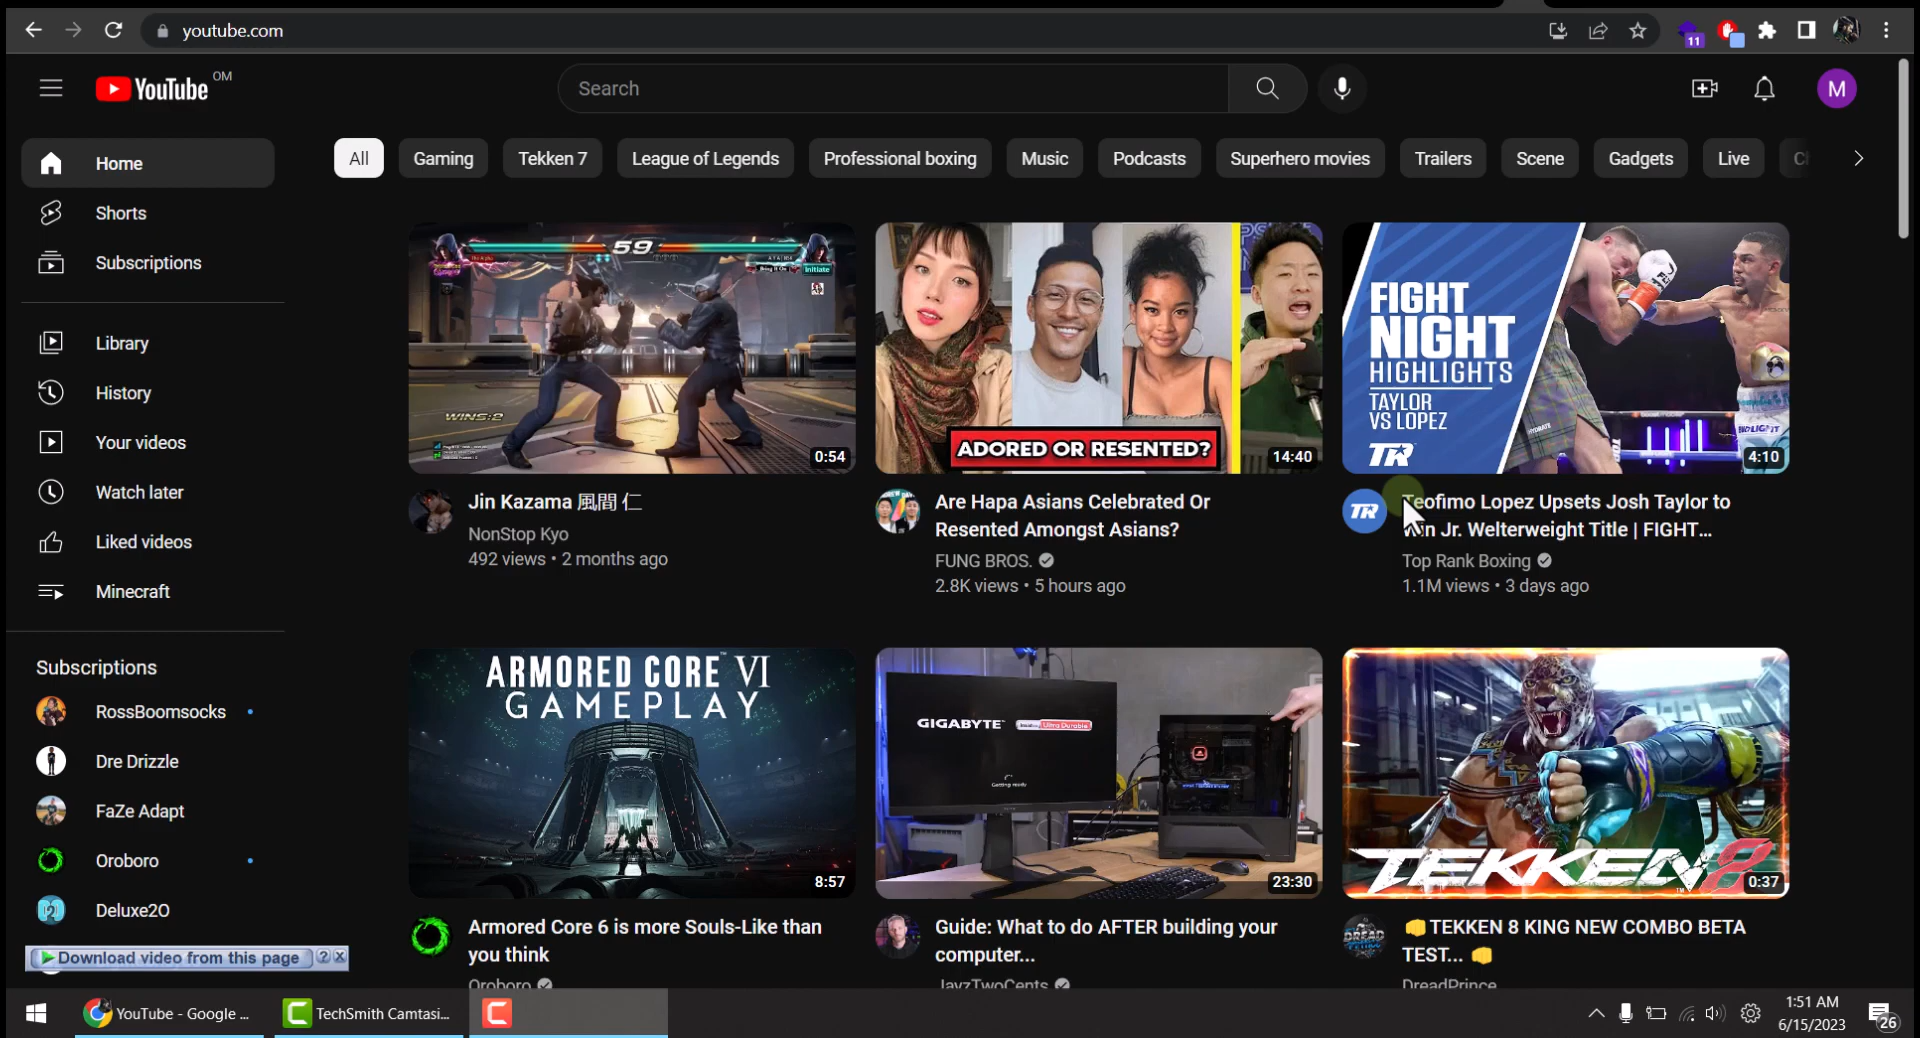 youtube.com
11
YouTube OM
Search
M
Home
Shorts
Subscriptions
Library
History
Your videos
Watch later
Liked videos
Minecraft
Subscriptions
RossBoomsocks
Dre Drizzle
FaZe Adapt
Oroboro
Deluxe20
Download video from this page ? X
All
Gaming
Tekken 7
League of Legends
Professional boxing
Music
Podcasts
Superhero movies
Trailers
Scene
Gadgets
Live
59
Initiate
WINS:2
0:54
Jin Kazama 風間 仁
NonStop Kyo
492 views • 2 months ago
ADORED OR RESENTED?
14:40
Are Hapa Asians Celebrated Or
Resented Amongst Asians?
FUNG BROS.
2.8K views • 5 hours ago
FIGHT
NIGHT
HIGHLIGHTS
TAYLOR
VS LOPEZ
TR
4:10
TR
Teofimo Lopez Upsets Josh Taylor to
Win Jr. Welterweight Title | FIGHT...
Top Rank Boxing
1.1M views • 3 days ago
ARMORED CORE VI
GAMEPLAY
8:57
Armored Core 6 is more Souls-Like than
you think
Oroboro
GIGABYTE Ultra Durable
Getting ready
23:30
Guide: What to do AFTER building your
computer...
JayzTwoCents
TEKKEN 8
0:37
👊TEKKEN 8 KING NEW COMBO BETA
TEST... 👊
DreadPrince
YouTube - Google ...
TechSmith Camtasi...
1:51 AM
6/15/2023
26